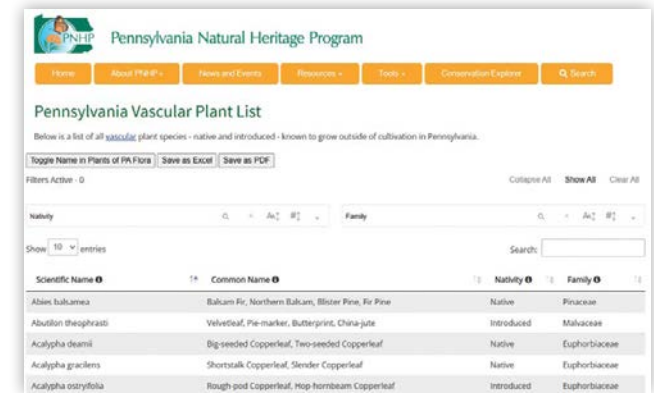 PNHP Pennsylvania Natural Heritage Program
Home About PNHP News and Events Resources Tools Conservation Explorer Search
Pennsylvania Vascular Plant List
Below is a list of all vascular plant species - native and introduced - known to grow outside of cultivation in Pennsylvania.
Toggle Name in Plants of PA Flora Save as Excel Save as PDF
Filters Active - 0 Collapse All Show All Clear All
Nativity Family
Show 10 entries Search:
Scientific Name Common Name Nativity Family
Abies balsamea Balsam Fir, Northern Balsam, Blister Pine, Fir Pine Native Pinaceae
Abutilon theophrasti Velvetleaf, Pie-marker, Butterprint, China-jute Introduced Malvaceae
Acalypha deamii Big-seeded Copperleaf, Two-seeded Copperleaf Native Euphorbiaceae
Acalypha gracilens Shortstalk Copperleaf, Slender Copperleaf Native Euphorbiaceae
Acalypha ostryifolia Rough-pod Copperleaf, Hop-hornbeam Copperleaf Introduced Euphorbiaceae